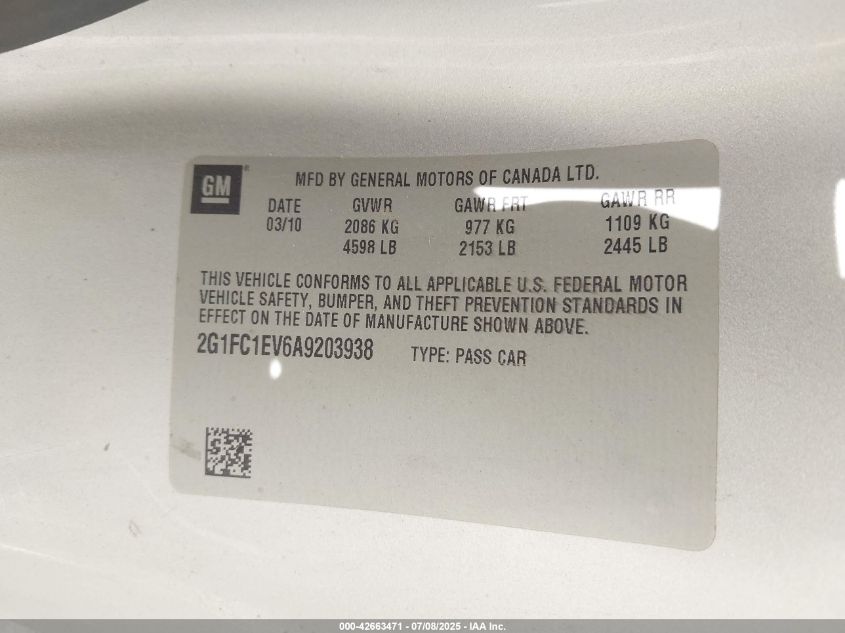 GM ®
MFD BY GENERAL MOTORS OF CANADA LTD.
DATE GVWR GAWR FRT GAWR RR
03/10 2086 KG 977 KG 1109 KG
4598 LB 2153 LB 2445 LB
THIS VEHICLE CONFORMS TO ALL APPLICABLE U.S. FEDERAL MOTOR
VEHICLE SAFETY, BUMPER, AND THEFT PREVENTION STANDARDS IN
EFFECT ON THE DATE OF MANUFACTURE SHOWN ABOVE.
2G1FC1EV6A9203938 TYPE: PASS CAR
000-42663471 - 07/08/2025 - IAA Inc.